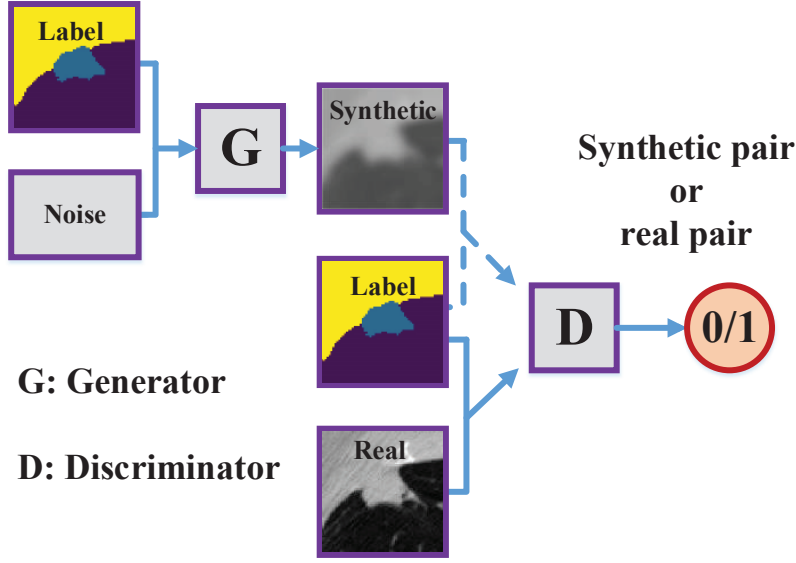 Label
Noise
G
Synthetic
Label
Real
D
Synthetic pair
or
real pair
0/1
G: Generator
D: Discriminator